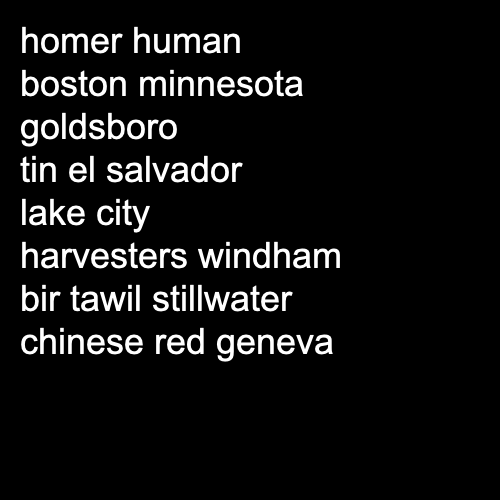 homer human
boston minnesota
goldsboro
tin el salvador
lake city
harvesters windham
bir tawil stillwater
chinese red geneva